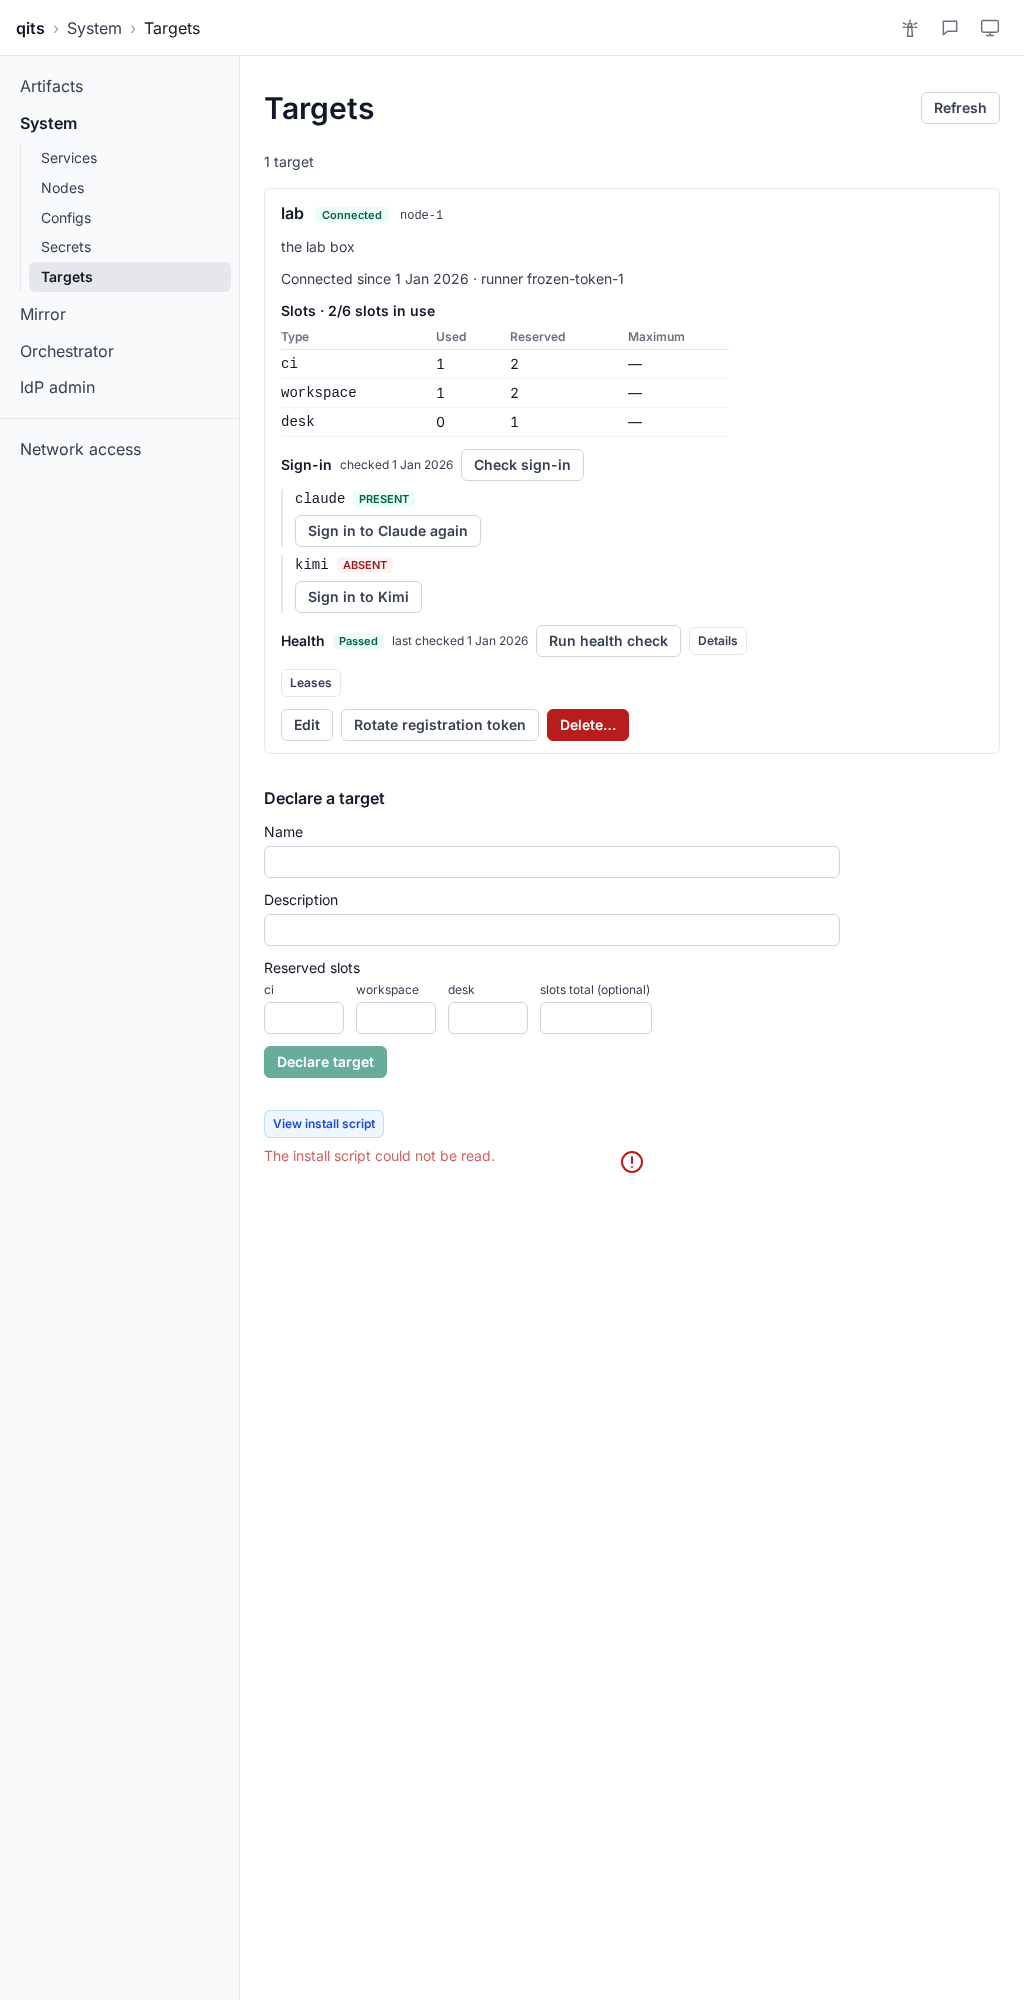 qits › System › Targets
Artifacts
System
Services
Nodes
Configs
Secrets
Targets
Mirror
Orchestrator
IdP admin
Network access
Targets
Refresh
1 target
lab Connected node-1
the lab box
Connected since 1 Jan 2026 · runner frozen-token-1
Slots · 2/6 slots in use
Type Used Reserved Maximum
ci 1 2 —
workspace 1 2 —
desk 0 1 —
Sign-in checked 1 Jan 2026 Check sign-in
claude PRESENT
Sign in to Claude again
kimi ABSENT
Sign in to Kimi
Health Passed last checked 1 Jan 2026 Run health check Details
Leases
Edit Rotate registration token Delete…
Declare a target
Name
Description
Reserved slots
ci workspace desk slots total (optional)
Declare target
View install script
The install script could not be read.